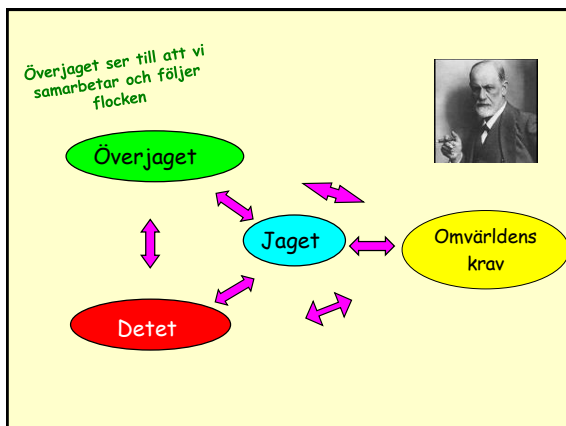 Överjaget ser till att vi
samarbetar och följer
flocken
Överjaget
Jaget
Omvärldens
krav
Detet